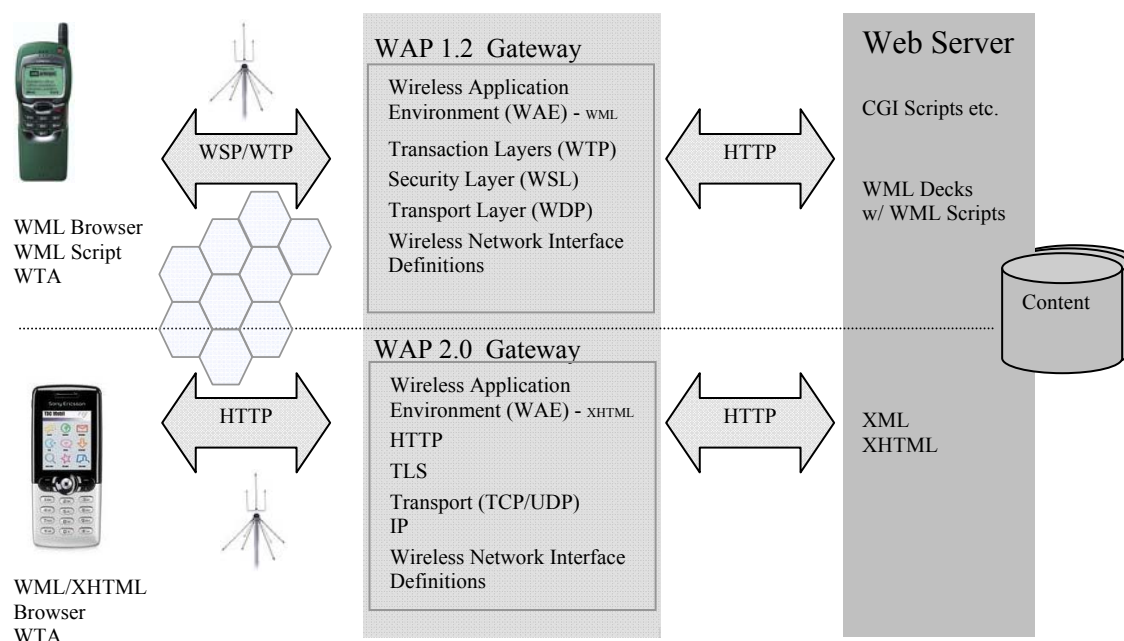 WAP 1.2 Gateway
Web Server
Wireless Application
Environment (WAE) - WML
CGI Scripts etc.
WSP/WTP
Transaction Layers (WTP)
HTTP
Security Layer (WSL)
WML Decks
w/ WML Scripts
Transport Layer (WDP)
WML Browser
WML Script
WTA
Wireless Network Interface
Definitions
Content
WAP 2.0 Gateway
Wireless Application
Environment (WAE) - XHTML
Sony Ericsson
HTTP
HTTP
HTTP
XML
XHTML
TLS
Transport (TCP/UDP)
IP
Wireless Network Interface
Definitions
WML/XHTML
Browser
WTA